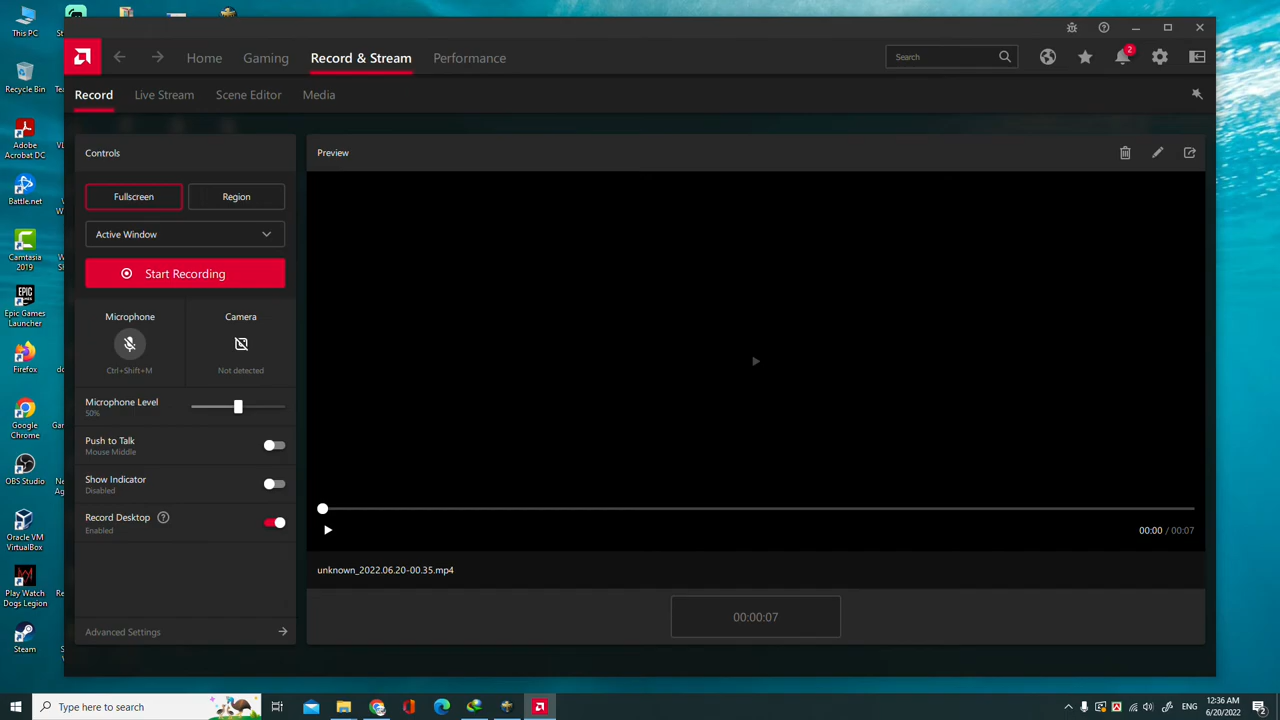 This PC
Recycle Bin
Adobe
Acrobat DC
Battle.net
Camtasia
2019
Epic Games
Launcher
Firefox
Google
Chrome
OBS Studio
Oracle VM
VirtualBox
Play Watch
Dogs Legion
Steam
Home
Gaming
Record & Stream
Performance
Search
2
Record
Live Stream
Scene Editor
Media
Controls
Fullscreen
Region
Active Window
Start Recording
Microphone
Camera
Ctrl+Shift+M
Not detected
Microphone Level
50%
Push to Talk
Mouse Middle
Show Indicator
Disabled
Record Desktop
Enabled
Advanced Settings
Preview
00:00 / 00:07
unknown_2022.06.20-00.35.mp4
00:00:07
Type here to search
ENG
12:36 AM
6/20/2022
2